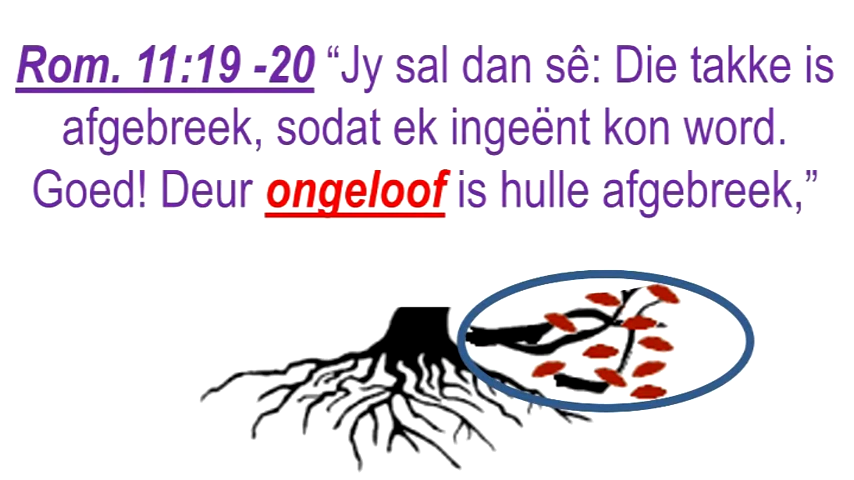 Rom. 11:19 -20 “Jy sal dan sê: Die takke is
afgebreek, sodat ek ingeënt kon word.
Goed! Deur ongeloof is hulle afgebreek,”